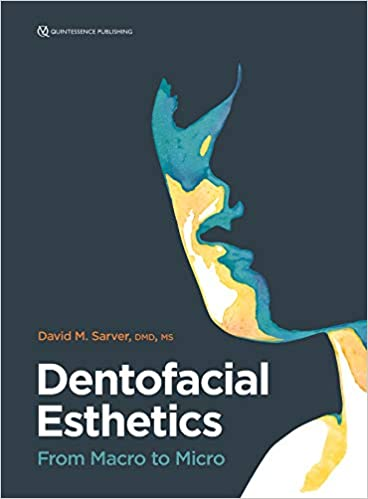 QUINTESSENCE PUBLISHING
David M. Sarver, DMD, MS
Dentofacial
Esthetics
From Macro to Micro